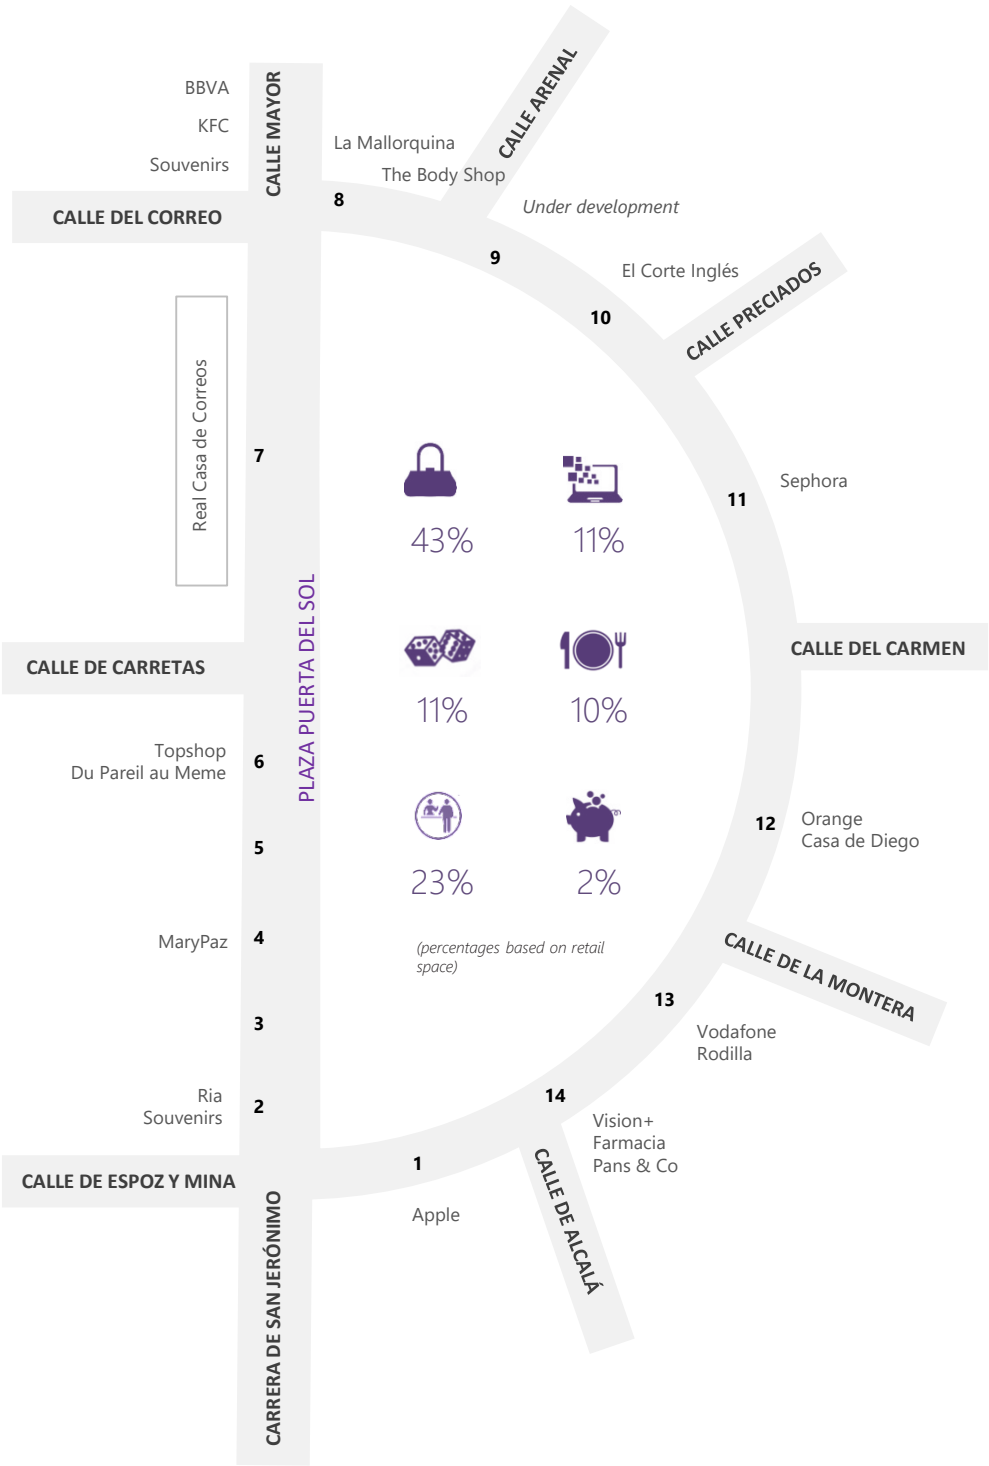 BBVA
KFC
Souvenirs
CALLE MAYOR
CALLE ARENAL
La Mallorquina
The Body Shop
8
CALLE DEL CORREO
Under development
9
El Corte Inglés
10
CALLE PRECIADOS
Real Casa de Correos
7
Sephora
11
43%
11%
PLAZA PUERTA DEL SOL
CALLE DE CARRETAS
CALLE DEL CARMEN
11%
10%
Topshop
Du Pareil au Meme
6
5
12
Orange
Casa de Diego
23%
2%
MaryPaz
4
(percentages based on retail
space)
CALLE DE LA MONTERA
3
13
Vodafone
Rodilla
Ria
Souvenirs
2
14
Vision+
Farmacia
Pans & Co
CALLE DE ESPOZ Y MINA
1
Apple
CALLE DE ALCALÁ
CARRERA DE SAN JERÓNIMO